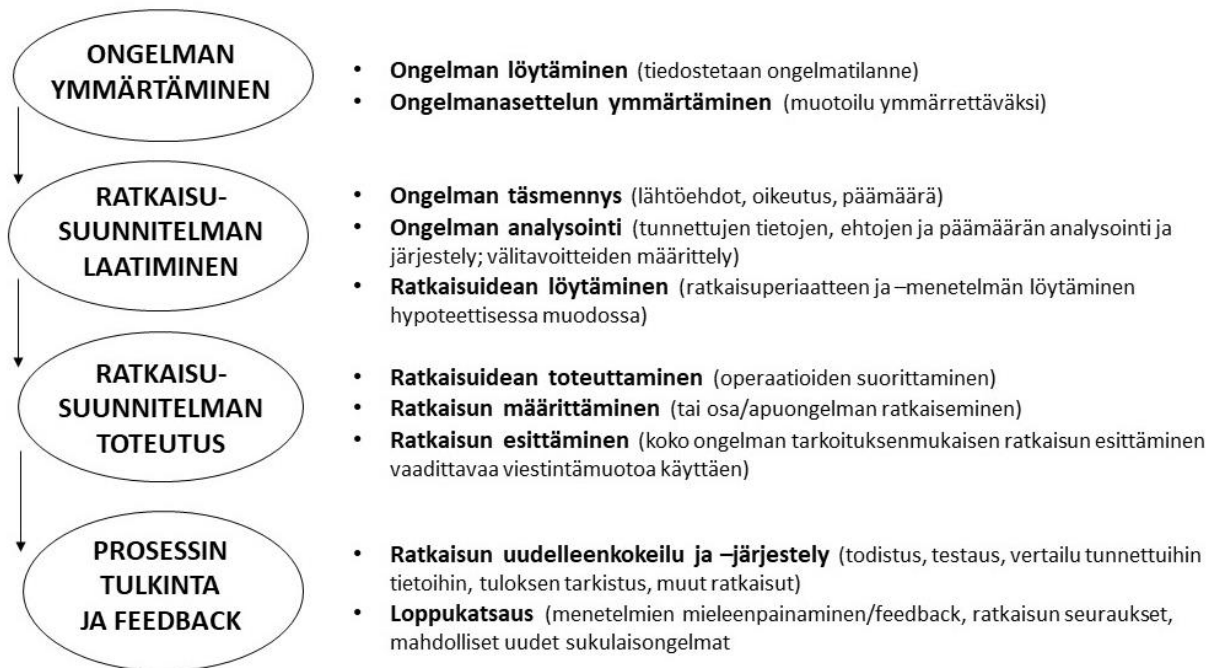 ONGELMAN
YMMÄRTÄMINEN
• Ongelman löytäminen (tiedostetaan ongelmatilanne)
• Ongelmanasettelun ymmärtäminen (muotoilu ymmärrettäväksi)
RATKAISU-
SUUNNITELMAN
LAATIMINEN
• Ongelman täsmennys (lähtöehdot, oikeutus, päämäärä)
• Ongelman analysointi (tunnettujen tietojen, ehtojen ja päämäärän analysointi ja
järjestely; välitavoitteiden määrittely)
• Ratkaisuidean löytäminen (ratkaisuperiaatteen ja –menetelmän löytäminen
hypoteettisessa muodossa)
RATKAISU-
SUUNNITELMAN
TOTEUTUS
• Ratkaisuidean toteuttaminen (operaatioiden suorittaminen)
• Ratkaisun määrittäminen (tai osa/apuongelman ratkaiseminen)
• Ratkaisun esittäminen (koko ongelman tarkoituksenmukaisen ratkaisun esittäminen
vaadittavaa viestintämuotoa käyttäen)
PROSESSIN
TULKINTA
JA FEEDBACK
• Ratkaisun uudelleenkokeilu ja –järjestely (todistus, testaus, vertailu tunnettuihin
tietoihin, tuloksen tarkistus, muut ratkaisut)
• Loppukatsaus (menetelmien mieleenpainaminen/feedback, ratkaisun seuraukset,
mahdolliset uudet sukulaisongelmat